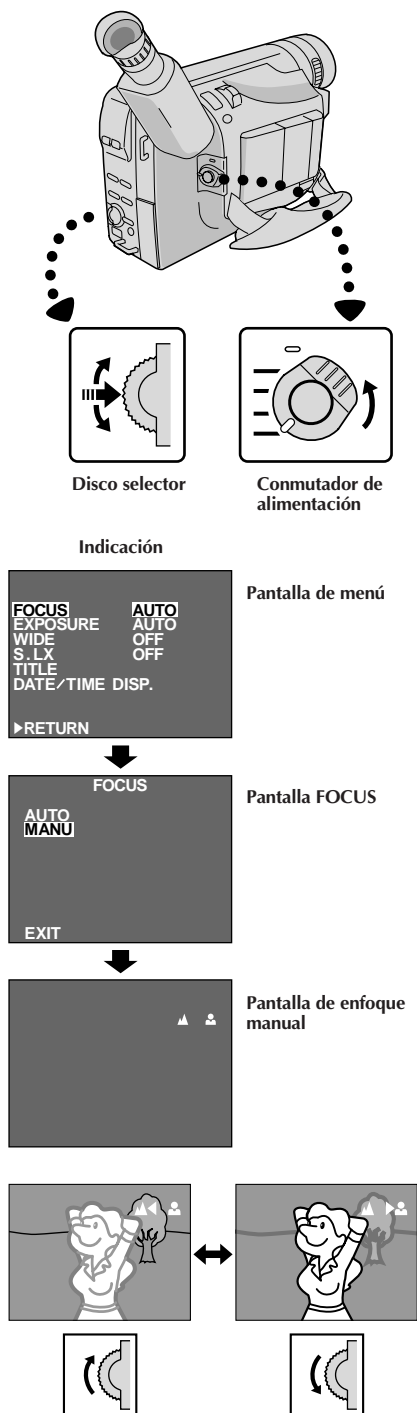 Disco selector
Conmutador de
alimentación
Indicación
Pantalla de menú
FOCUS AUTO
EXPOSURE AUTO
WIDE OFF
S.LX OFF
TITLE
DATE/TIME DISP.
▶RETURN
Pantalla FOCUS
FOCUS
AUTO
MANU
EXIT
Pantalla de enfoque
manual